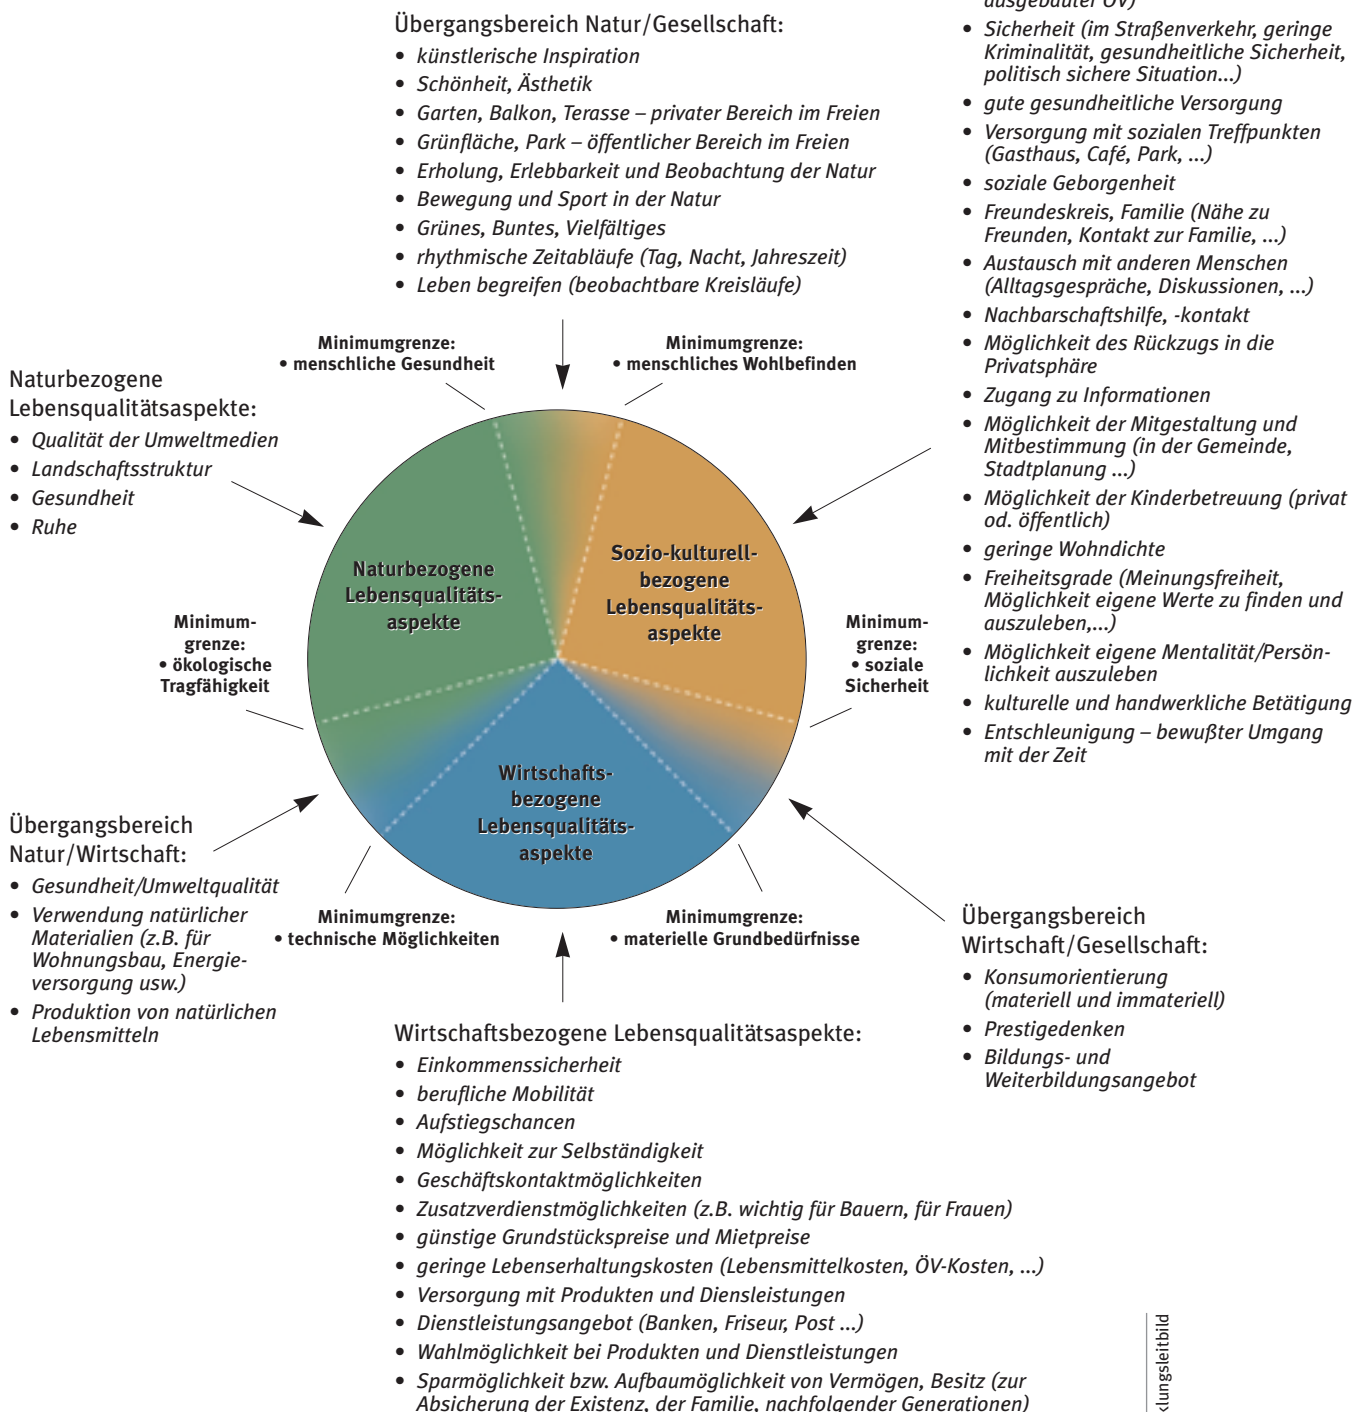 Übergangsbereich Natur/Gesellschaft:
• künstlerische Inspiration
• Schönheit, Ästhetik
• Garten, Balkon, Terasse – privater Bereich im Freien
• Grünfläche, Park – öffentlicher Bereich im Freien
• Erholung, Erlebbarkeit und Beobachtung der Natur
• Bewegung und Sport in der Natur
• Grünes, Buntes, Vielfältiges
• rhythmische Zeitabläufe (Tag, Nacht, Jahreszeit)
• Leben begreifen (beobachtbare Kreisläufe)
ausgebauter ÖV)
• Sicherheit (im Straßenverkehr, geringe
Kriminalität, gesundheitliche Sicherheit,
politisch sichere Situation...)
• gute gesundheitliche Versorgung
• Versorgung mit sozialen Treffpunkten
(Gasthaus, Café, Park, ...)
• soziale Geborgenheit
• Freundeskreis, Familie (Nähe zu
Freunden, Kontakt zur Familie, ...)
• Austausch mit anderen Menschen
(Alltagsgespräche, Diskussionen, ...)
• Nachbarschaftshilfe, -kontakt
• Möglichkeit des Rückzugs in die
Privatsphäre
• Zugang zu Informationen
• Möglichkeit der Mitgestaltung und
Mitbestimmung (in der Gemeinde,
Stadtplanung ...)
• Möglichkeit der Kinderbetreuung (privat
od. öffentlich)
• geringe Wohndichte
• Freiheitsgrade (Meinungsfreiheit,
Möglichkeit eigene Werte zu finden und
auszuleben,...)
• Möglichkeit eigene Mentalität/Persön-
lichkeit auszuleben
• kulturelle und handwerkliche Betätigung
• Entschleunigung – bewußter Umgang
mit der Zeit
Minimumgrenze:
• menschliche Gesundheit
Minimumgrenze:
• menschliches Wohlbefinden
Naturbezogene
Lebensqualitätsaspekte:
• Qualität der Umweltmedien
• Landschaftsstruktur
• Gesundheit
• Ruhe
Naturbezogene
Lebensqualitäts-
aspekte
Sozio-kulturell-
bezogene
Lebensqualitäts-
aspekte
Minimum-
grenze:
• ökologische
Tragfähigkeit
Minimum-
grenze:
• soziale
Sicherheit
Wirtschafts-
bezogene
Lebensqualitäts-
aspekte
Übergangsbereich
Natur/Wirtschaft:
• Gesundheit/Umweltqualität
• Verwendung natürlicher
Materialien (z.B. für
Wohnungsbau, Energie-
versorgung usw.)
• Produktion von natürlichen
Lebensmitteln
Minimumgrenze:
• technische Möglichkeiten
Minimumgrenze:
• materielle Grundbedürfnisse
Übergangsbereich
Wirtschaft/Gesellschaft:
• Konsumorientierung
(materiell und immateriell)
• Prestigedenken
• Bildungs- und
Weiterbildungsangebot
Wirtschaftsbezogene Lebensqualitätsaspekte:
• Einkommenssicherheit
• berufliche Mobilität
• Aufstiegschancen
• Möglichkeit zur Selbständigkeit
• Geschäftskontaktmöglichkeiten
• Zusatzverdienstmöglichkeiten (z.B. wichtig für Bauern, für Frauen)
• günstige Grundstückspreise und Mietpreise
• geringe Lebenserhaltungskosten (Lebensmittelkosten, ÖV-Kosten, ...)
• Versorgung mit Produkten und Diensleistungen
• Dienstleistungsangebot (Banken, Friseur, Post ...)
• Wahlmöglichkeit bei Produkten und Dienstleistungen
• Sparmöglichkeit bzw. Aufbaumöglichkeit von Vermögen, Besitz (zur
Absicherung der Existenz, der Familie, nachfolgender Generationen)
klungsleitbild